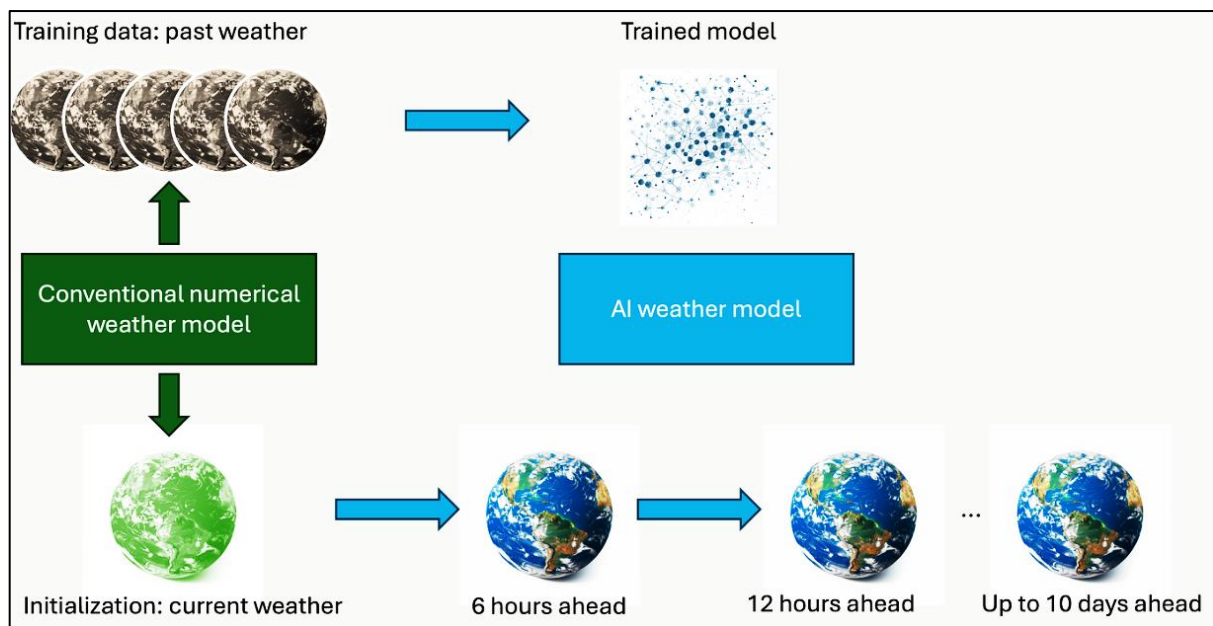 Training data: past weather
Trained model
Conventional numerical
weather model
AI weather model
...
Initialization: current weather
6 hours ahead
12 hours ahead
Up to 10 days ahead